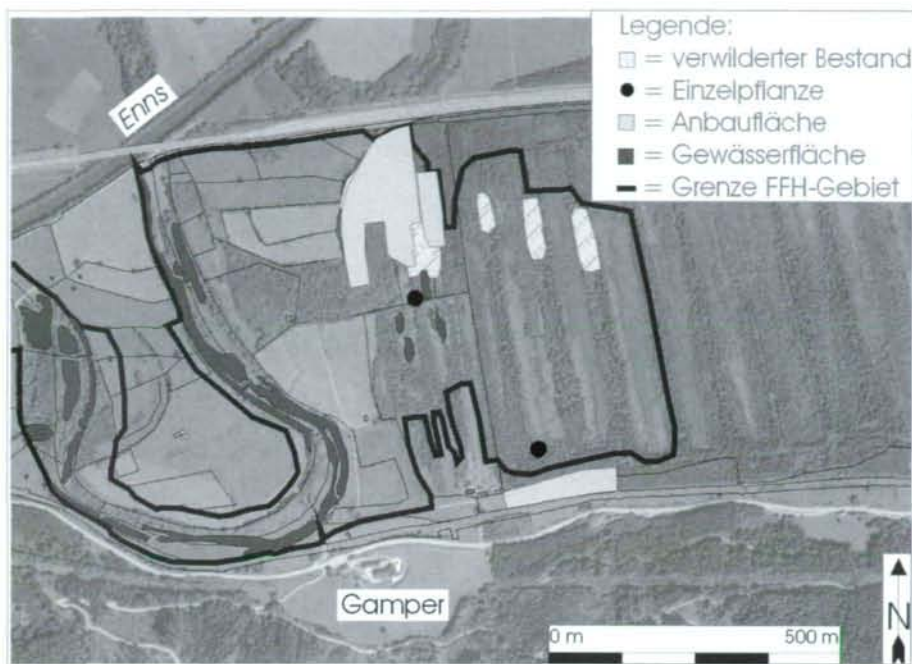 Legende:
= verwilderter Bestand
= Einzelpflanze
= Anbaufläche
= Gewässerfläche
= Grenze FFH-Gebiet
Enns
Gamper
0 m 500 m
N